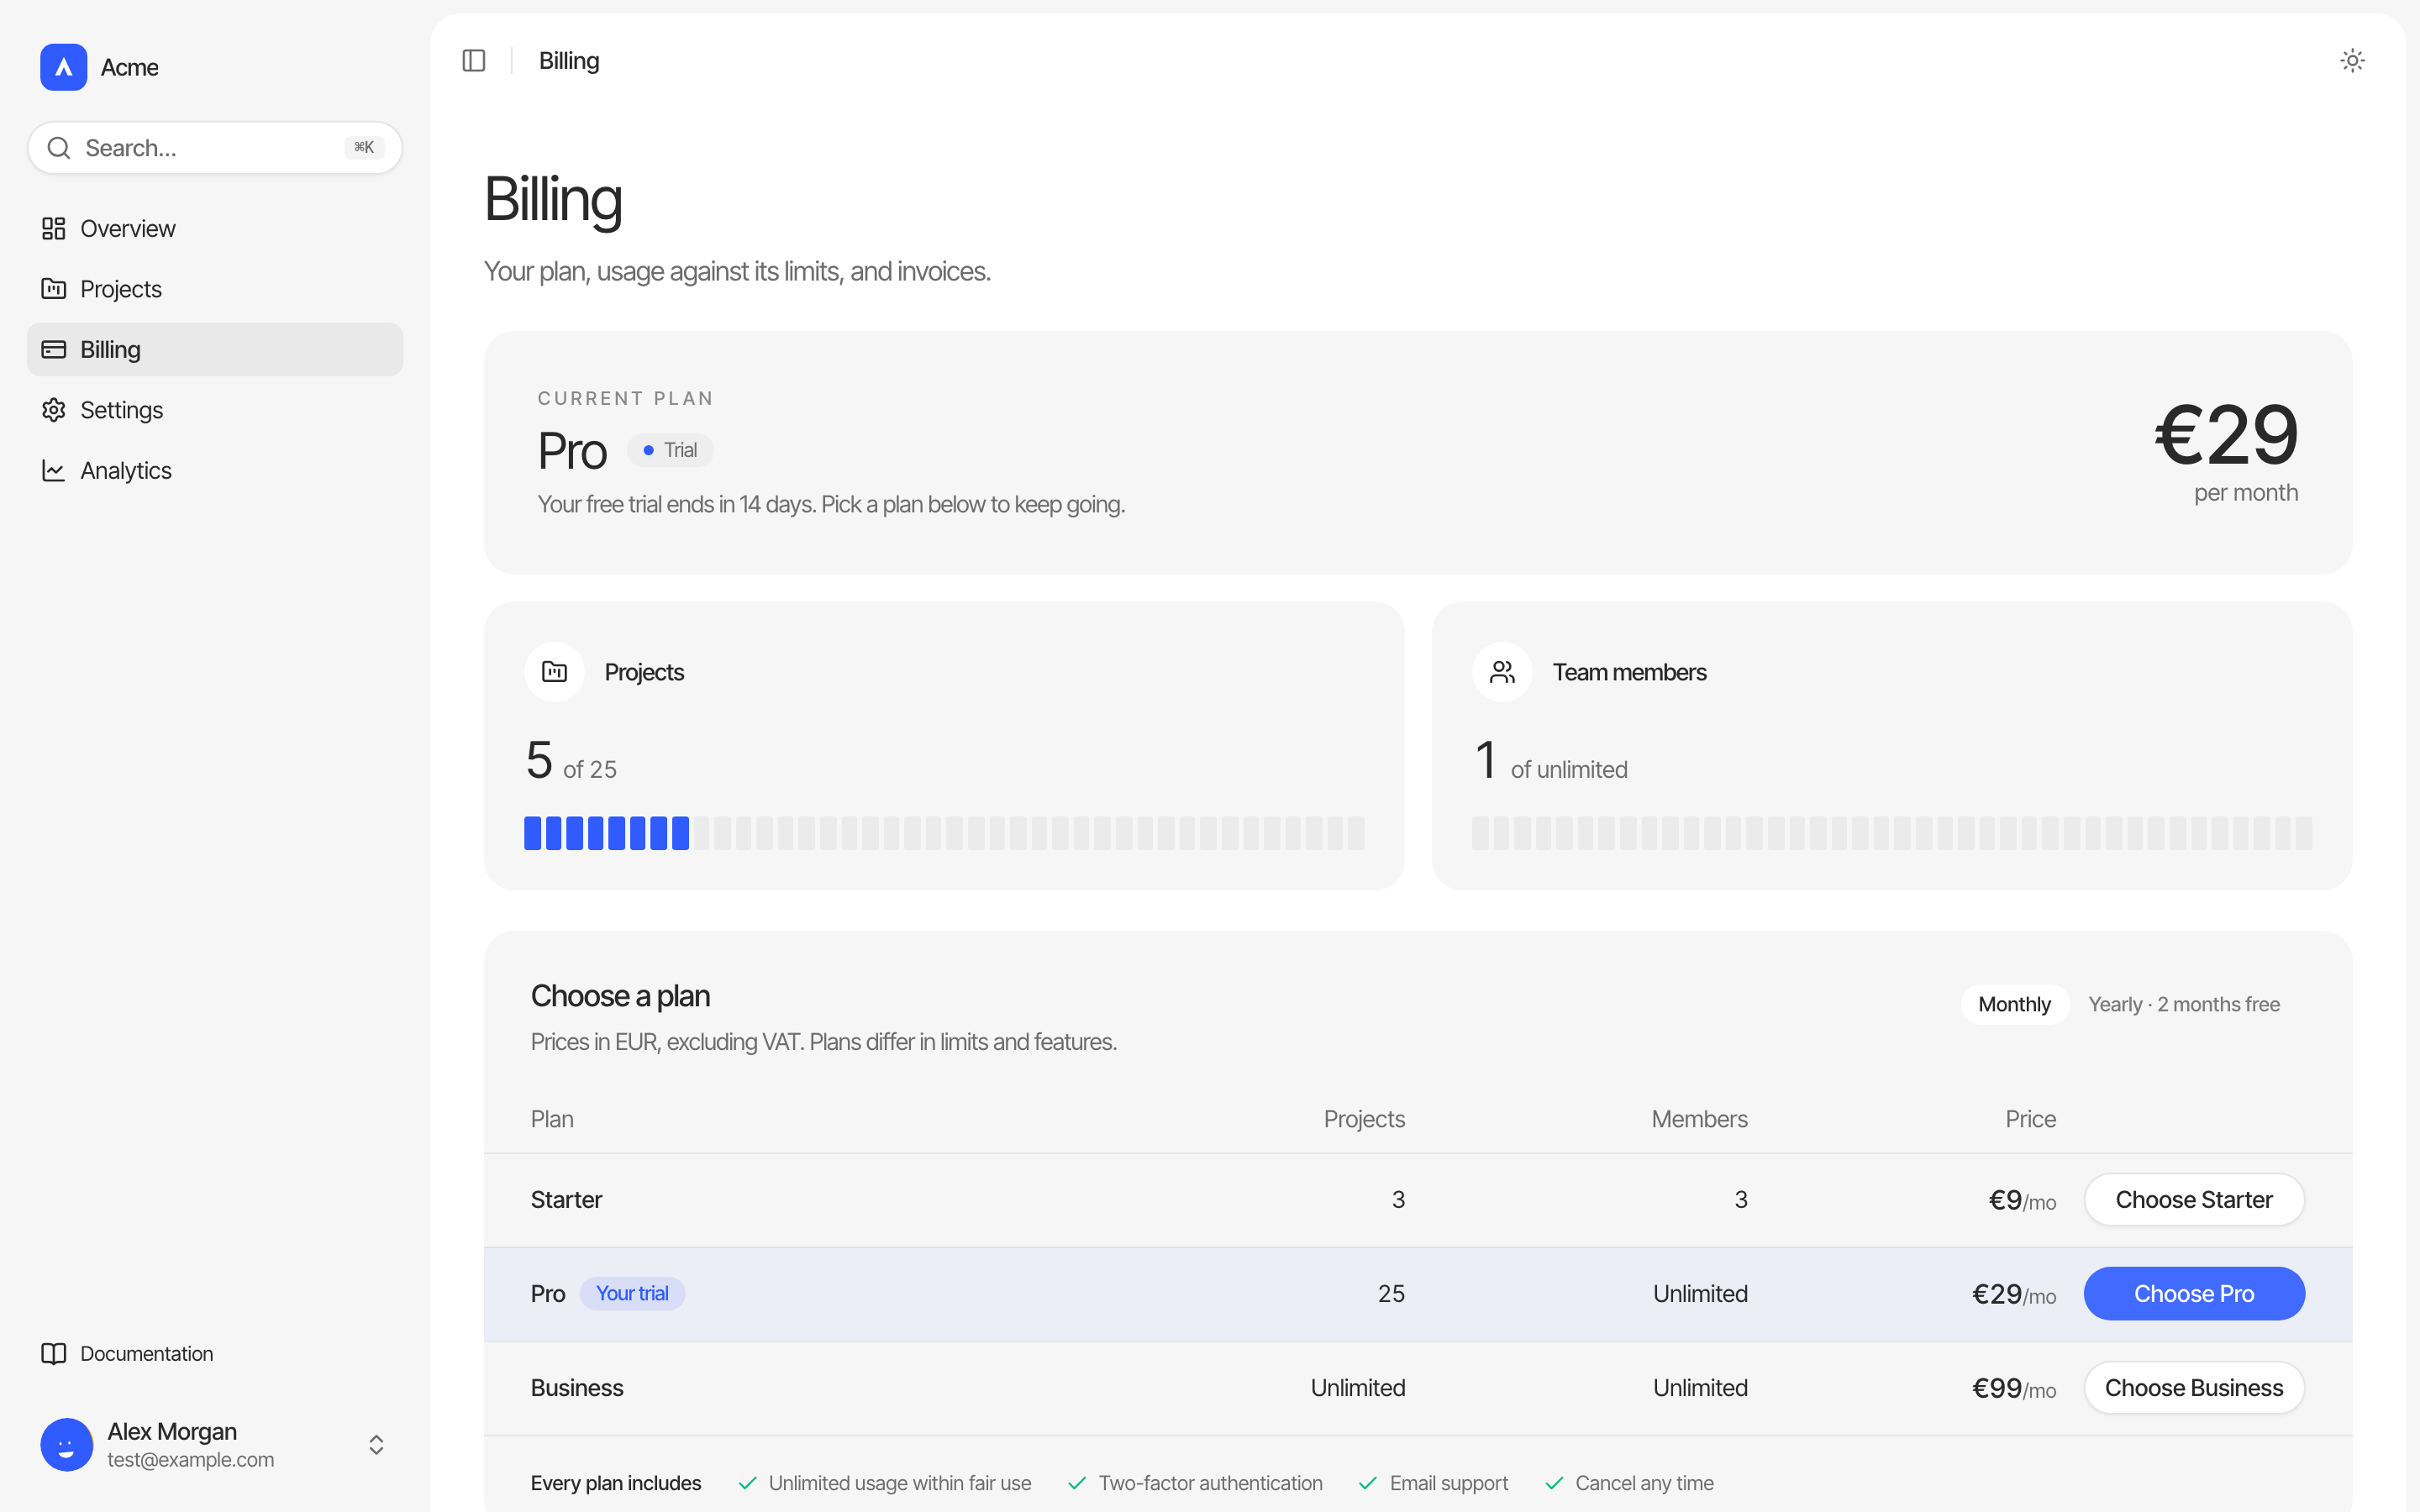 Acme
Search...
⌘K
Overview
Projects
Billing
Settings
Analytics
Documentation
Alex Morgan
test@example.com
Billing
Billing
Your plan, usage against its limits, and invoices.
CURRENT PLAN
Pro Trial
Your free trial ends in 14 days. Pick a plan below to keep going.
€29
per month
Projects
5 of 25
Team members
1 of unlimited
Choose a plan
Prices in EUR, excluding VAT. Plans differ in limits and features.
Monthly Yearly · 2 months free
Plan Projects Members Price
Starter 3 3 €9/mo Choose Starter
Pro Your trial 25 Unlimited €29/mo Choose Pro
Business Unlimited Unlimited €99/mo Choose Business
Every plan includes Unlimited usage within fair use Two-factor authentication Email support Cancel any time